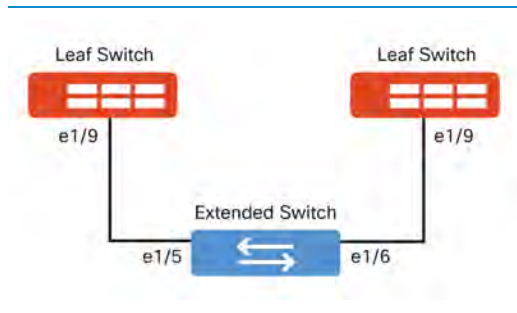 Leaf Switch
Leaf Switch
e1/9
e1/9
Extended Switch
e1/5
e1/6